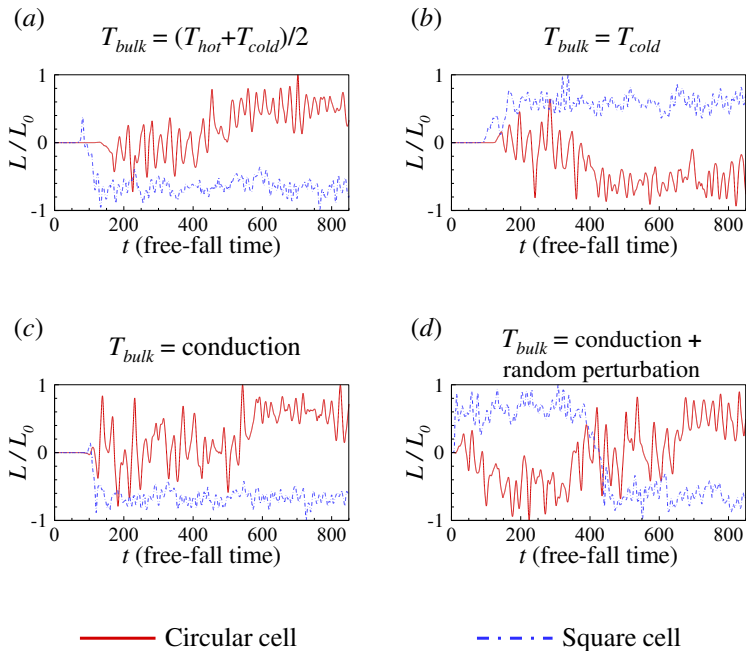 (a)
T_bulk = (T_hot+T_cold)/2
L / L_0
1
0
-1
0 200 400 600 800
t (free-fall time)
(b)
T_bulk = T_cold
L / L_0
1
0
-1
0 200 400 600 800
t (free-fall time)
(c)
T_bulk = conduction
L / L_0
1
0
-1
0 200 400 600 800
t (free-fall time)
(d)
T_bulk = conduction +
random perturbation
L / L_0
1
0
-1
0 200 400 600 800
t (free-fall time)
Circular cell
Square cell